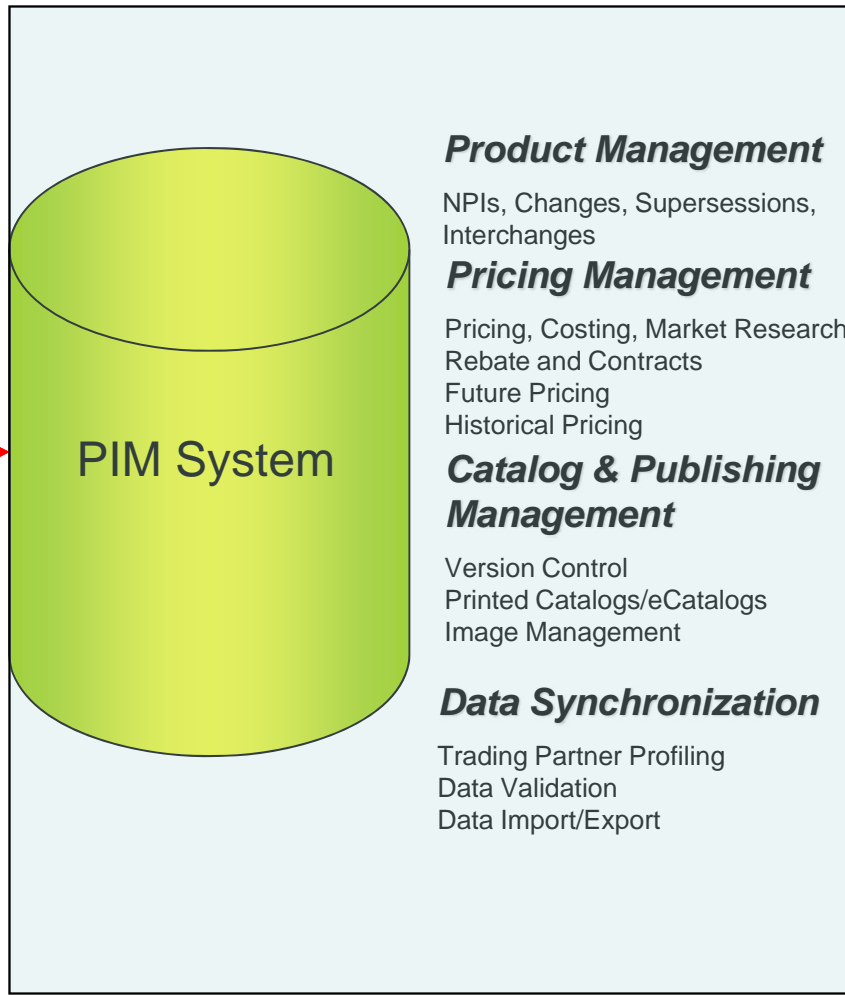 PIM System
Product Management
NPIs, Changes, Supersessions,
Interchanges
Pricing Management
Pricing, Costing, Market Research
Rebate and Contracts
Future Pricing
Historical Pricing
Catalog & Publishing
Management
Version Control
Printed Catalogs/eCatalogs
Image Management
Data Synchronization
Trading Partner Profiling
Data Validation
Data Import/Export